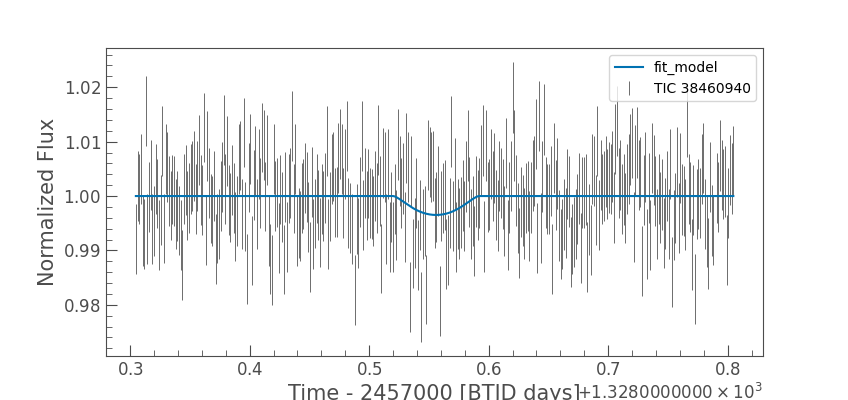 fit_model
TIC 38460940
Normalized Flux
1.02
1.01
1.00
0.99
0.98
0.3 0.4 0.5 0.6 0.7 0.8
Time - 2457000 [BTJD days]
+1.3280000000 × 10³